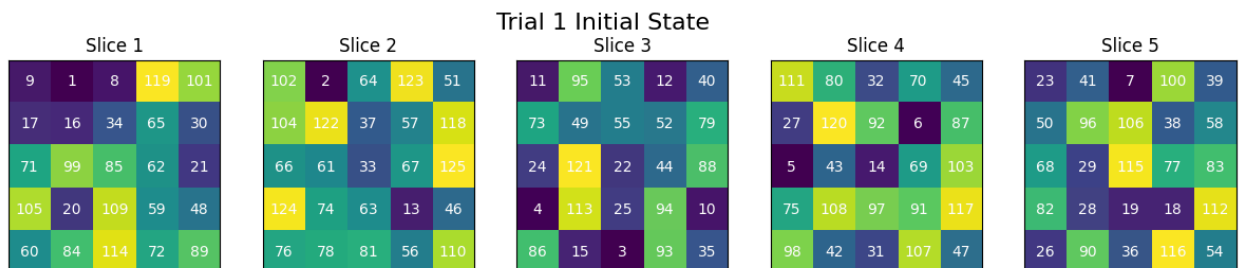 Trial 1 Initial State
Slice 1 Slice 2 Slice 3 Slice 4 Slice 5
9 1 8 119 101 102 2 64 123 51 11 95 53 12 40 111 80 32 70 45 23 41 7 100 39
17 16 34 65 30 104 122 37 57 118 73 49 55 52 79 27 120 92 6 87 50 96 106 38 58
71 99 85 62 21 66 61 33 67 125 24 121 22 44 88 5 43 14 69 103 68 29 115 77 83
105 20 109 59 48 124 74 63 13 46 4 113 25 94 10 75 108 97 91 117 82 28 19 18 112
60 84 114 72 89 76 78 81 56 110 86 15 3 93 35 98 42 31 107 47 26 90 36 116 54